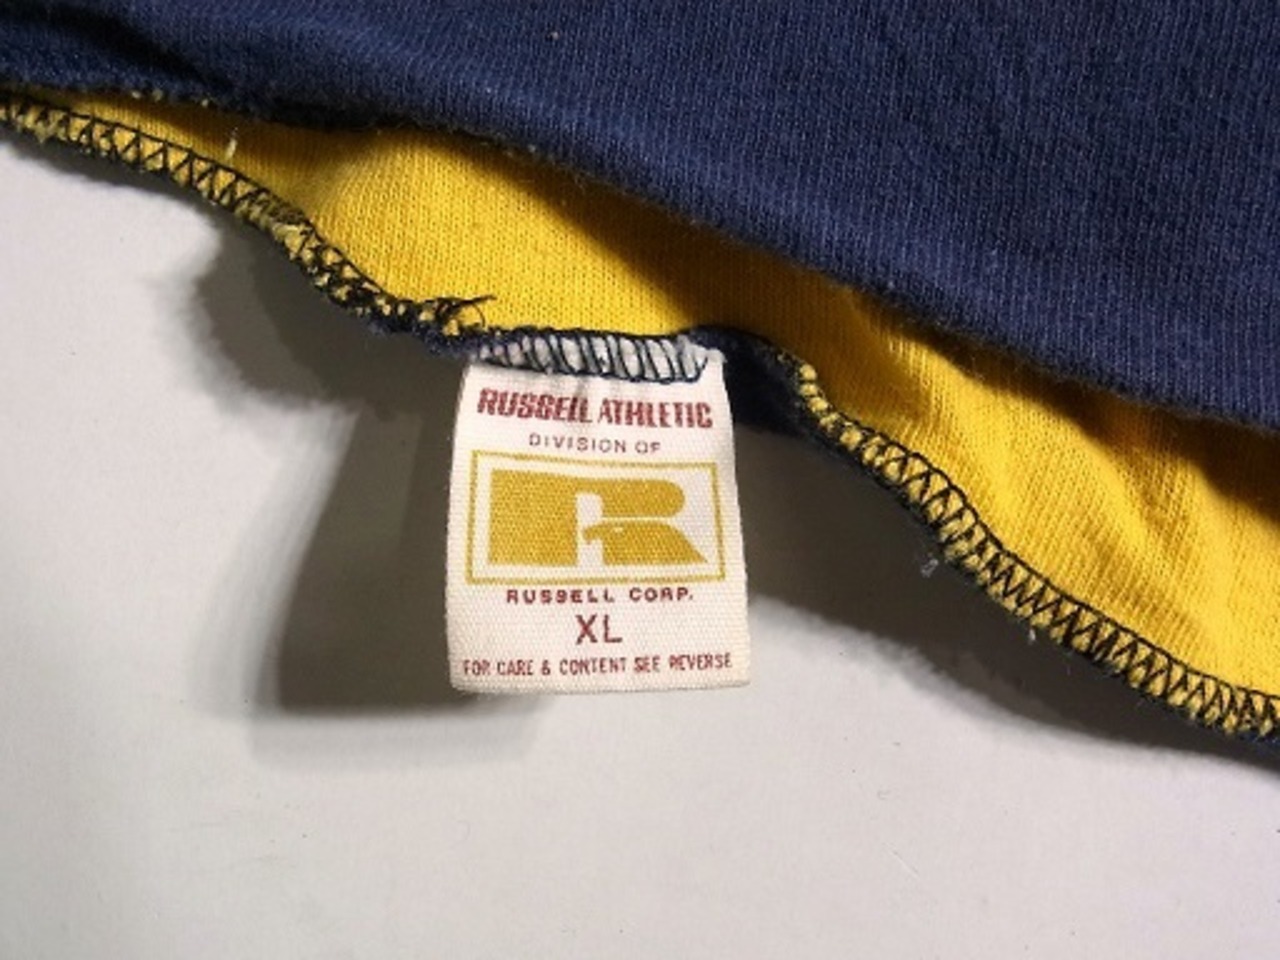 RUSSELL ATHLETIC
DIVISION OF
R
RUSSELL CORP.
XL
FOR CARE & CONTENT SEE REVERSE